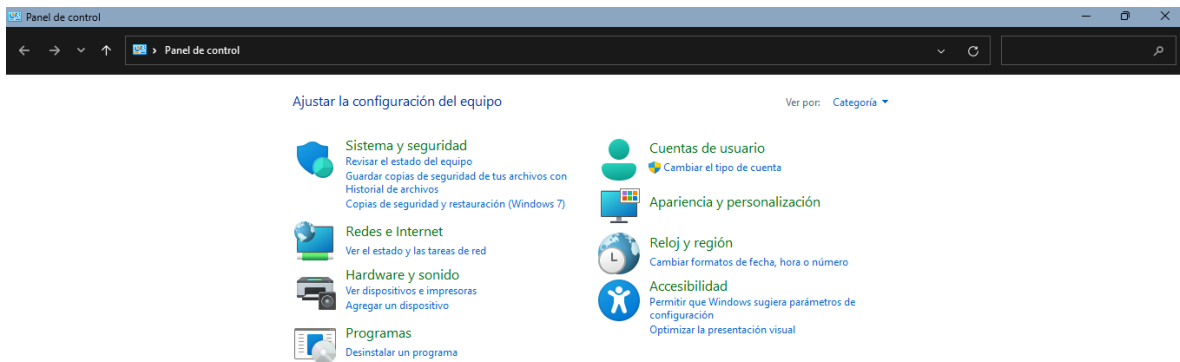 Panel de control
Panel de control
Ajustar la configuración del equipo
Ver por: Categoría
Sistema y seguridad
Revisar el estado del equipo
Guardar copias de seguridad de tus archivos con
Historial de archivos
Copias de seguridad y restauración (Windows 7)
Redes e Internet
Ver el estado y las tareas de red
Hardware y sonido
Ver dispositivos e impresoras
Agregar un dispositivo
Programas
Desinstalar un programa
Cuentas de usuario
Cambiar el tipo de cuenta
Apariencia y personalización
Reloj y región
Cambiar formatos de fecha, hora o número
Accesibilidad
Permitir que Windows sugiera parámetros de
configuración
Optimizar la presentación visual